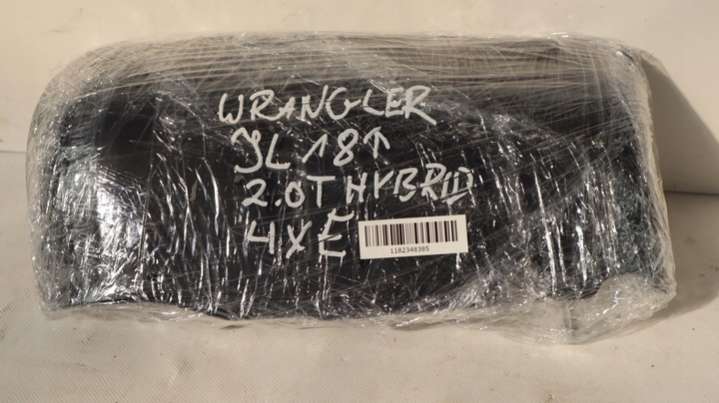 WRANGLER
JL 18↑
2.0T HYBRID
4XE
1182348385